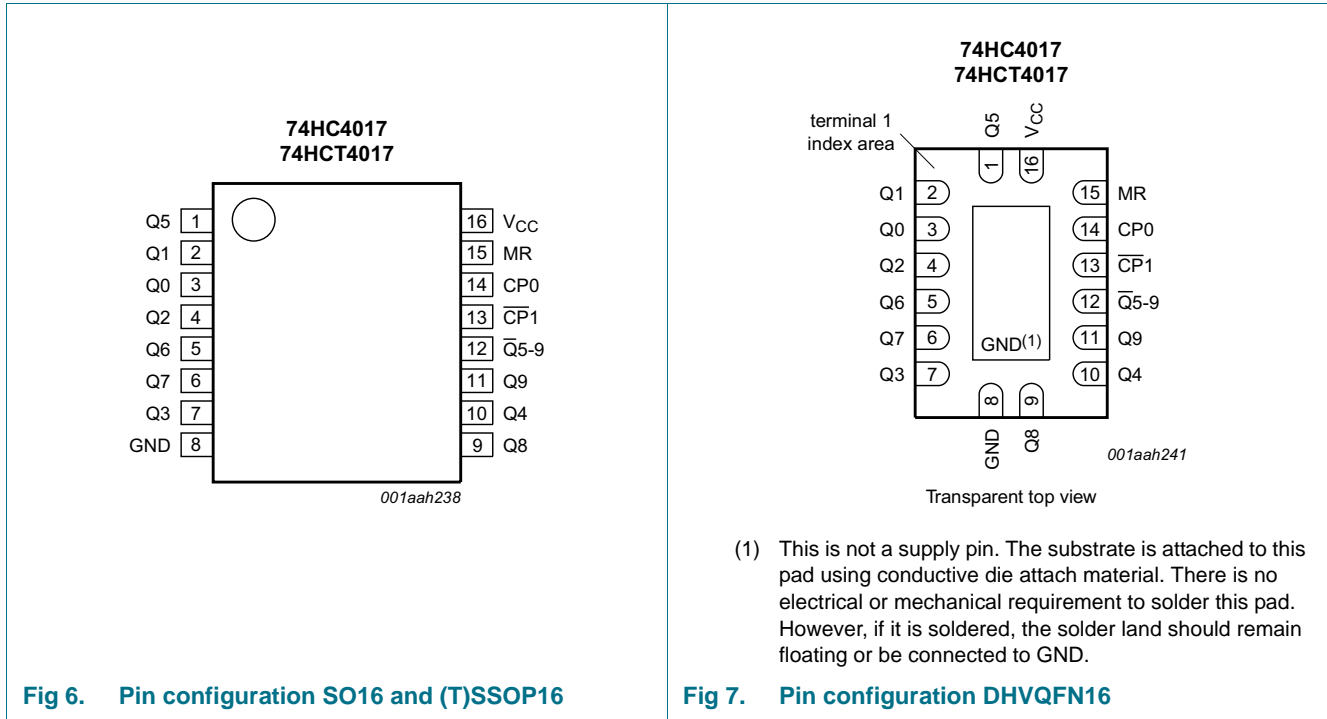 74HC4017
74HCT4017
Q5 1
Q1 2
Q0 3
Q2 4
Q6 5
Q7 6
Q3 7
GND 8
16 VCC
15 MR
14 CP0
13 C̅P̅1
12 Q̅5-9
11 Q9
10 Q4
9 Q8
001aah238
Fig 6. Pin configuration SO16 and (T)SSOP16
74HC4017
74HCT4017
terminal 1
index area
Q5
VCC
1
16
Q1 2
Q0 3
Q2 4
Q6 5
Q7 6
Q3 7
15 MR
14 CP0
13 C̅P̅1
12 Q̅5-9
11 Q9
10 Q4
GND(1)
8
9
GND
Q8
001aah241
Transparent top view
(1) This is not a supply pin. The substrate is attached to this
pad using conductive die attach material. There is no
electrical or mechanical requirement to solder this pad.
However, if it is soldered, the solder land should remain
floating or be connected to GND.
Fig 7. Pin configuration DHVQFN16